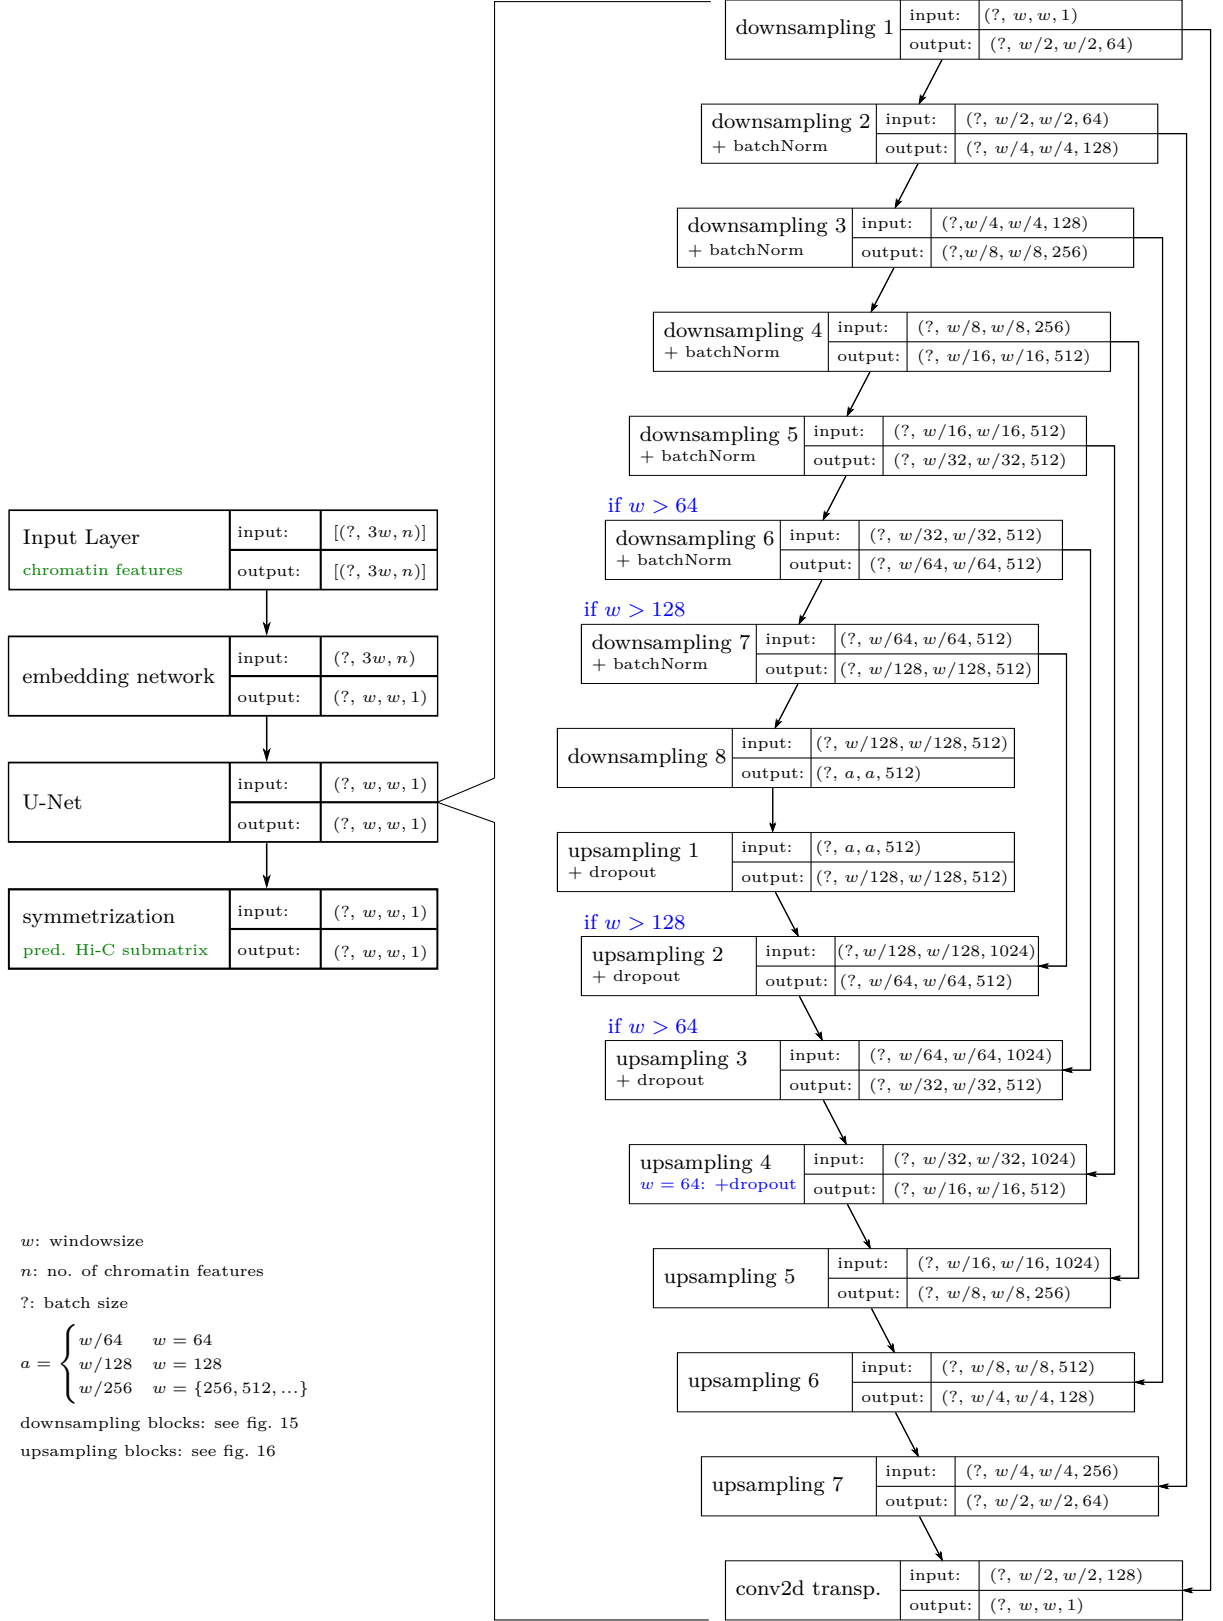 Input Layer
chromatin features
input: [(?, 3w, n)]
output: [(?, 3w, n)]
embedding network
input: (?, 3w, n)
output: (?, w, w, 1)
U-Net
input: (?, w, w, 1)
output: (?, w, w, 1)
symmetrization
pred. Hi-C submatrix
input: (?, w, w, 1)
output: (?, w, w, 1)
w: windowsize
n: no. of chromatin features
?: batch size
a = { w/64 w = 64
w/128 w = 128
w/256 w = {256, 512, ...}
downsampling blocks: see fig. 15
upsampling blocks: see fig. 16
downsampling 1
input: (?, w, w, 1)
output: (?, w/2, w/2, 64)
downsampling 2
+ batchNorm
input: (?, w/2, w/2, 64)
output: (?, w/4, w/4, 128)
downsampling 3
+ batchNorm
input: (?,w/4, w/4, 128)
output: (?,w/8, w/8, 256)
downsampling 4
+ batchNorm
input: (?, w/8, w/8, 256)
output: (?, w/16, w/16, 512)
downsampling 5
+ batchNorm
input: (?, w/16, w/16, 512)
output: (?, w/32, w/32, 512)
if w > 64
downsampling 6
+ batchNorm
input: (?, w/32, w/32, 512)
output: (?, w/64, w/64, 512)
if w > 128
downsampling 7
+ batchNorm
input: (?, w/64, w/64, 512)
output: (?, w/128, w/128, 512)
downsampling 8
input: (?, w/128, w/128, 512)
output: (?, a, a, 512)
upsampling 1
+ dropout
input: (?, a, a, 512)
output: (?, w/128, w/128, 512)
if w > 128
upsampling 2
+ dropout
input: (?, w/128, w/128, 1024)
output: (?, w/64, w/64, 512)
if w > 64
upsampling 3
+ dropout
input: (?, w/64, w/64, 1024)
output: (?, w/32, w/32, 512)
upsampling 4
w = 64: +dropout
input: (?, w/32, w/32, 1024)
output: (?, w/16, w/16, 512)
upsampling 5
input: (?, w/16, w/16, 1024)
output: (?, w/8, w/8, 256)
upsampling 6
input: (?, w/8, w/8, 512)
output: (?, w/4, w/4, 128)
upsampling 7
input: (?, w/4, w/4, 256)
output: (?, w/2, w/2, 64)
conv2d transp.
input: (?, w/2, w/2, 128)
output: (?, w, w, 1)